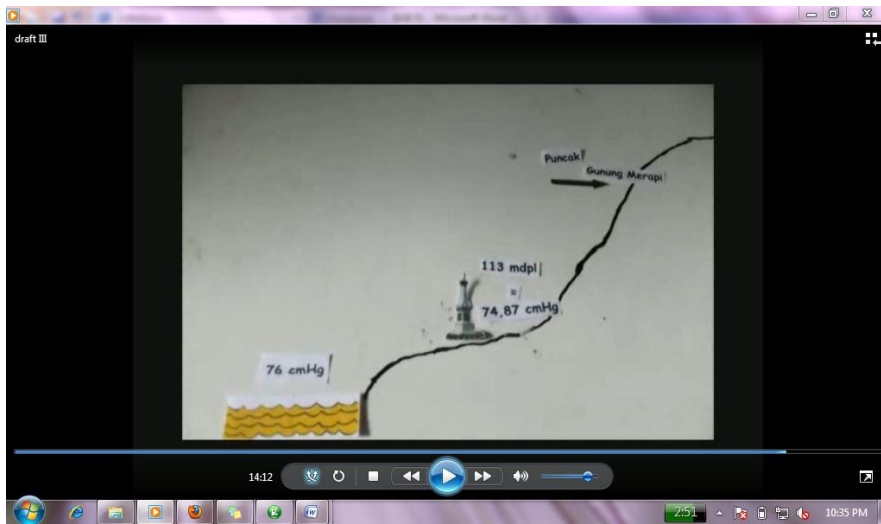 draft III
Puncak
Gunung Merapi
113 mdpl
=
74,87 cmHg
76 cmHg
14:12
2:51
10:35 PM